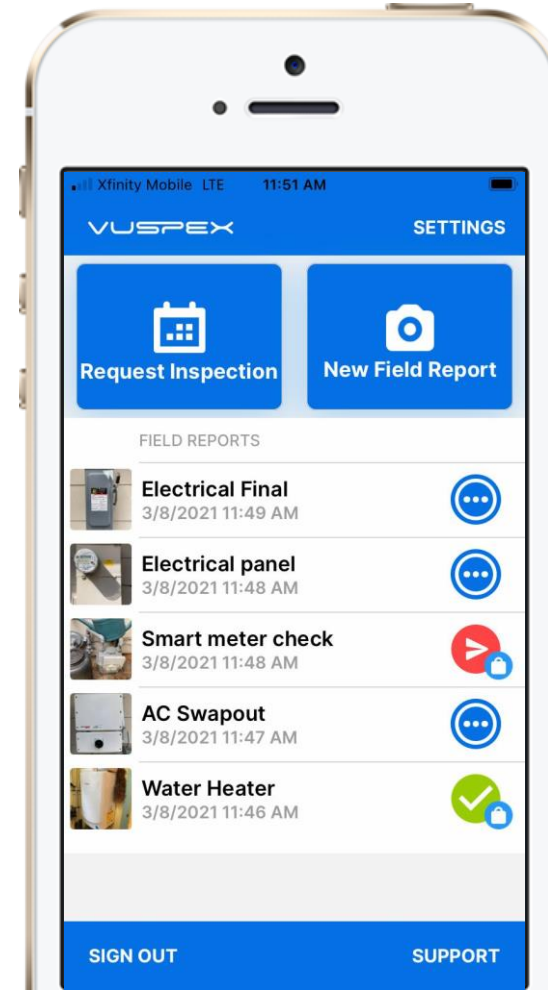 Xfinity Mobile LTE 11:51 AM
VUSPEX SETTINGS
Request Inspection
New Field Report
FIELD REPORTS
Electrical Final
3/8/2021 11:49 AM
Electrical panel
3/8/2021 11:48 AM
Smart meter check
3/8/2021 11:48 AM
AC Swapout
3/8/2021 11:47 AM
Water Heater
3/8/2021 11:46 AM
SIGN OUT SUPPORT